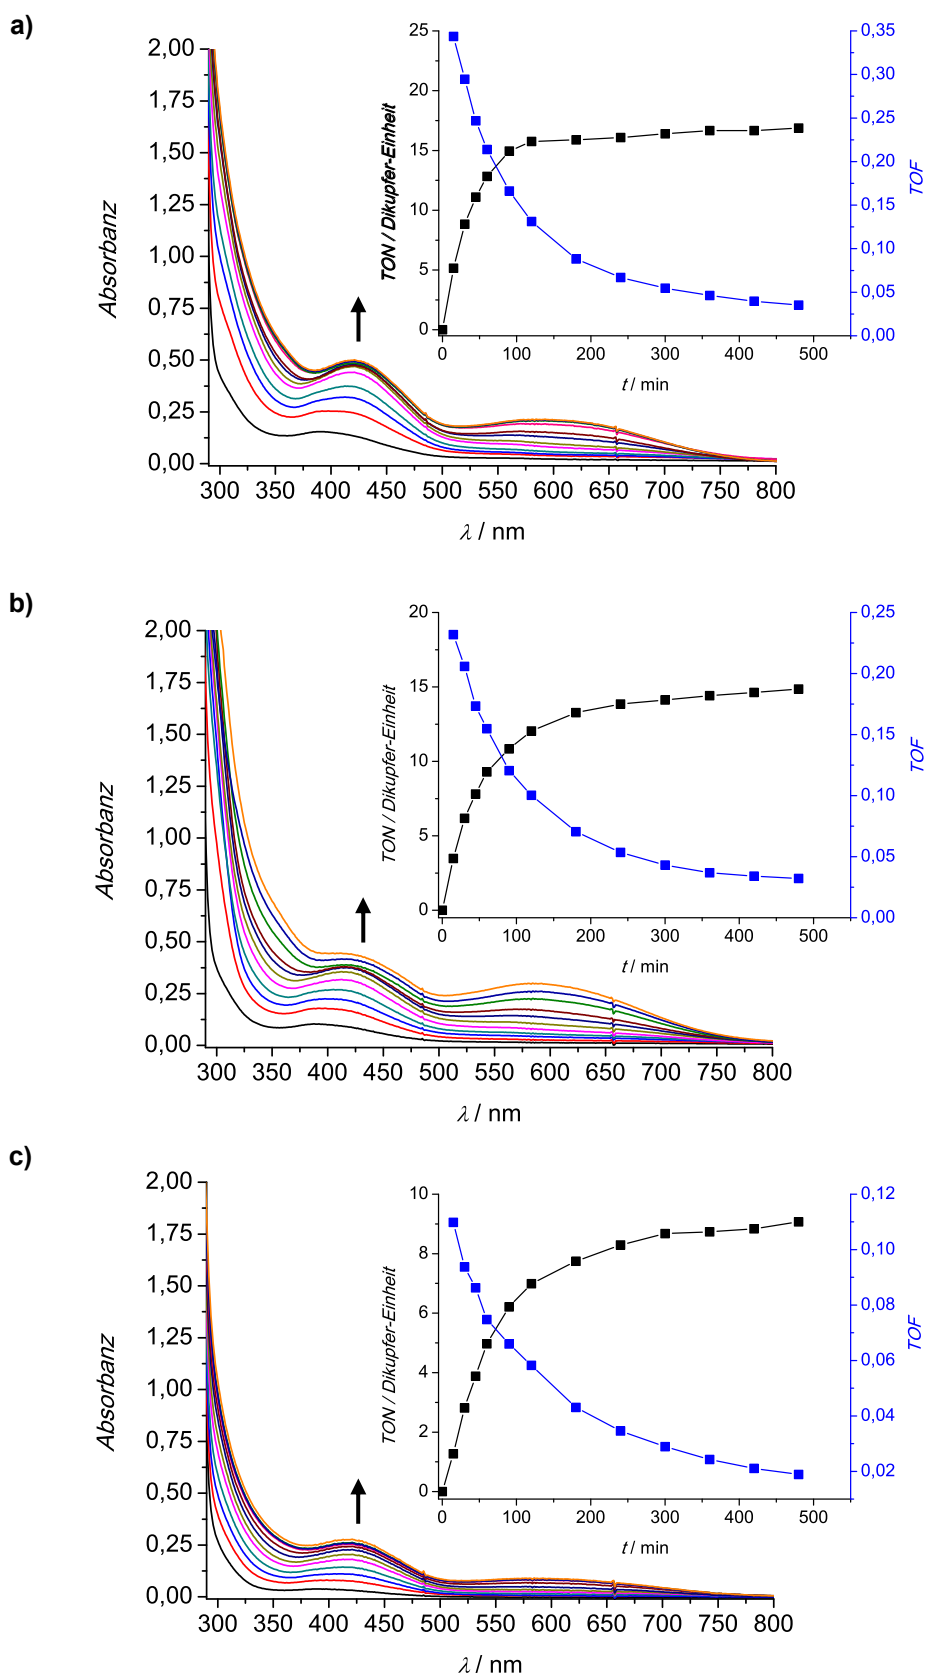 a)
2,00
1,75
1,50
1,25
1,00
0,75
0,50
0,25
0,00
Absorbanz
300 350 400 450 500 550 600 650 700 750 800
λ / nm
25
20
15
10
5
0
TON / Dikupfer-Einheit
0,35
0,30
0,25
0,20
0,15
0,10
0,05
0,00
TOF
0 100 200 300 400 500
t / min
b)
2,00
1,75
1,50
1,25
1,00
0,75
0,50
0,25
0,00
Absorbanz
300 350 400 450 500 550 600 650 700 750 800
λ / nm
20
15
10
5
0
TON / Dikupfer-Einheit
0,25
0,20
0,15
0,10
0,05
0,00
TOF
0 100 200 300 400 500
t / min
c)
2,00
1,75
1,50
1,25
1,00
0,75
0,50
0,25
0,00
Absorbanz
300 350 400 450 500 550 600 650 700 750 800
λ / nm
10
8
6
4
2
0
TON / Dikupfer-Einheit
0,12
0,10
0,08
0,06
0,04
0,02
TOF
0 100 200 300 400 500
t / min